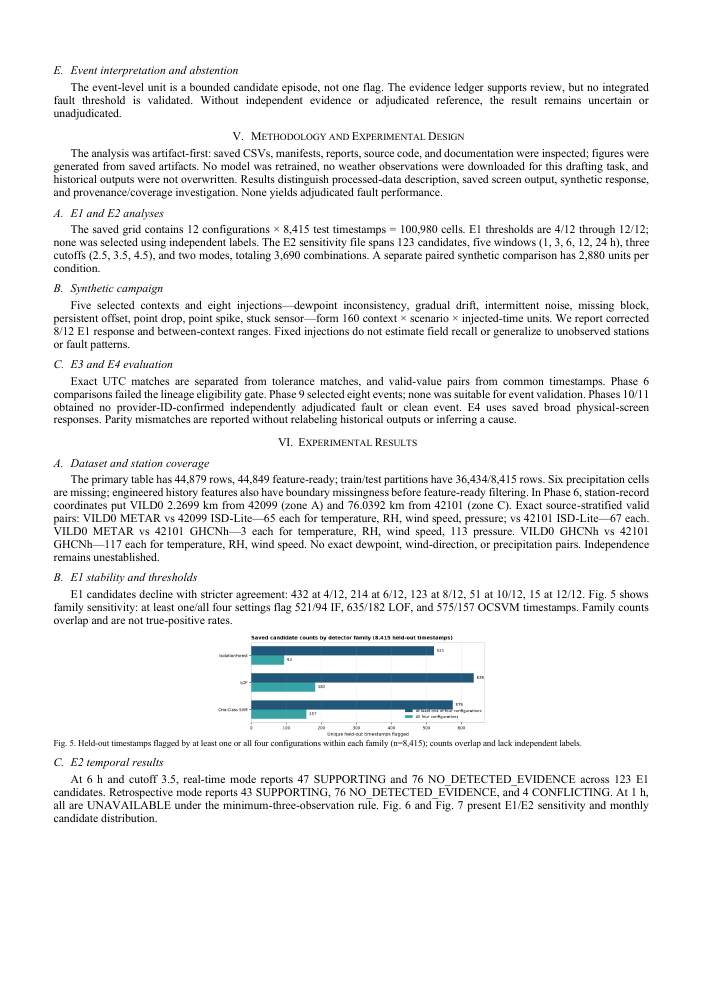 E. Event interpretation and abstention
The event-level unit is a bounded candidate episode, not one flag. The evidence ledger supports review, but no integrated
fault threshold is validated. Without independent evidence or adjudicated reference, the result remains uncertain or
unadjudicated.
V. METHODOLOGY AND EXPERIMENTAL DESIGN
The analysis was artifact-first: saved CSVs, manifests, reports, source code, and documentation were inspected; figures were
generated from saved artifacts. No model was retrained, no weather observations were downloaded for this drafting task, and
historical outputs were not overwritten. Results distinguish processed-data description, saved screen output, synthetic response,
and provenance/coverage investigation. None yields adjudicated fault performance.
A. E1 and E2 analyses
The saved grid contains 12 configurations × 8,415 test timestamps = 100,980 cells. E1 thresholds are 4/12 through 12/12;
none was selected using independent labels. The E2 sensitivity file spans 123 candidates, five windows (1, 3, 6, 12, 24 h), three
cutoffs (2.5, 3.5, 4.5), and two modes, totaling 3,690 combinations. A separate paired synthetic comparison has 2,880 units per
condition.
B. Synthetic campaign
Five selected contexts and eight injections—dewpoint inconsistency, gradual drift, intermittent noise, missing block,
persistent offset, point drop, point spike, stuck sensor—form 160 context × scenario × injected-time units. We report corrected
8/12 E1 response and between-context ranges. Fixed injections do not estimate field recall or generalize to unobserved stations
or fault patterns.
C. E3 and E4 evaluation
Exact UTC matches are separated from tolerance matches, and valid-value pairs from common timestamps. Phase 6
comparisons failed the lineage eligibility gate. Phase 9 selected eight events; none was suitable for event validation. Phases 10/11
obtained no provider-ID-confirmed independently adjudicated fault or clean event. E4 uses saved broad physical-screen
responses. Parity mismatches are reported without relabeling historical outputs or inferring a cause.
VI. EXPERIMENTAL RESULTS
A. Dataset and station coverage
The primary table has 44,879 rows, 44,849 feature-ready; train/test partitions have 36,434/8,415 rows. Six precipitation cells
are missing; engineered history features also have boundary missingness before feature-ready filtering. In Phase 6, station-record
coordinates put VILD0 2.2699 km from 42099 (zone A) and 76.0392 km from 42101 (zone C). Exact source-stratified valid
pairs: VILD0 METAR vs 42099 ISD-Lite—65 each for temperature, RH, wind speed, pressure; vs 42101 ISD-Lite—67 each.
VILD0 METAR vs 42101 GHCNh—3 each for temperature, RH, wind speed, 113 pressure. VILD0 GHCNh vs 42101
GHCNh—117 each for temperature, RH, wind speed. No exact dewpoint, wind-direction, or precipitation pairs. Independence
remains unestablished.
B. E1 stability and thresholds
E1 candidates decline with stricter agreement: 432 at 4/12, 214 at 6/12, 123 at 8/12, 51 at 10/12, 15 at 12/12. Fig. 5 shows
family sensitivity: at least one/all four settings flag 521/94 IF, 635/182 LOF, and 575/157 OCSVM timestamps. Family counts
overlap and are not true-positive rates.
Saved candidate counts by detector family (8,415 held-out timestamps)
IsolationForest
521
94
LOF
635
182
One-Class SVM
575
157
At least one of four configurations
All four configurations
0 100 200 300 400 500 600
Unique held-out timestamps flagged
Fig. 5. Held-out timestamps flagged by at least one or all four configurations within each family (n=8,415); counts overlap and lack independent labels.
C. E2 temporal results
At 6 h and cutoff 3.5, real-time mode reports 47 SUPPORTING and 76 NO_DETECTED_EVIDENCE across 123 E1
candidates. Retrospective mode reports 43 SUPPORTING, 76 NO_DETECTED_EVIDENCE, and 4 CONFLICTING. At 1 h,
all are UNAVAILABLE under the minimum-three-observation rule. Fig. 6 and Fig. 7 present E1/E2 sensitivity and monthly
candidate distribution.